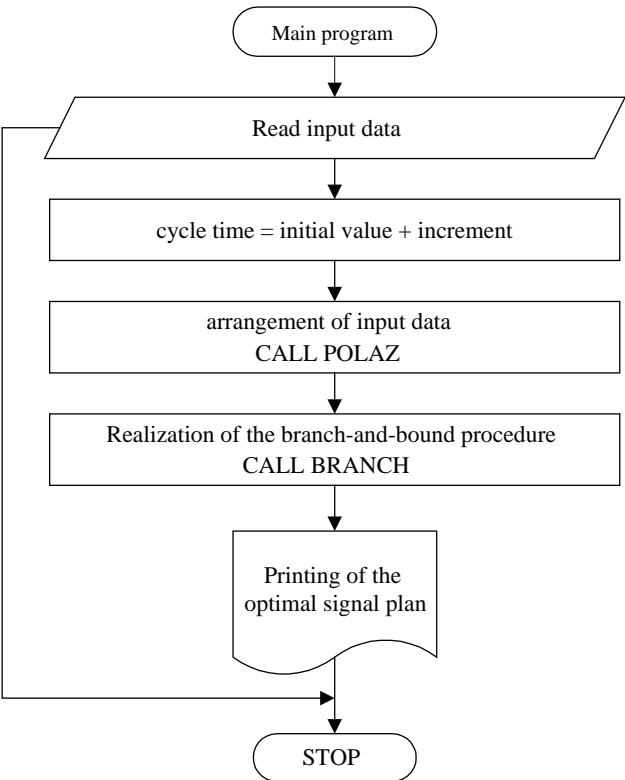 Main program
Read input data
cycle time = initial value + increment
arrangement of input data
CALL POLAZ
Realization of the branch-and-bound procedure
CALL BRANCH
Printing of the
optimal signal plan
STOP